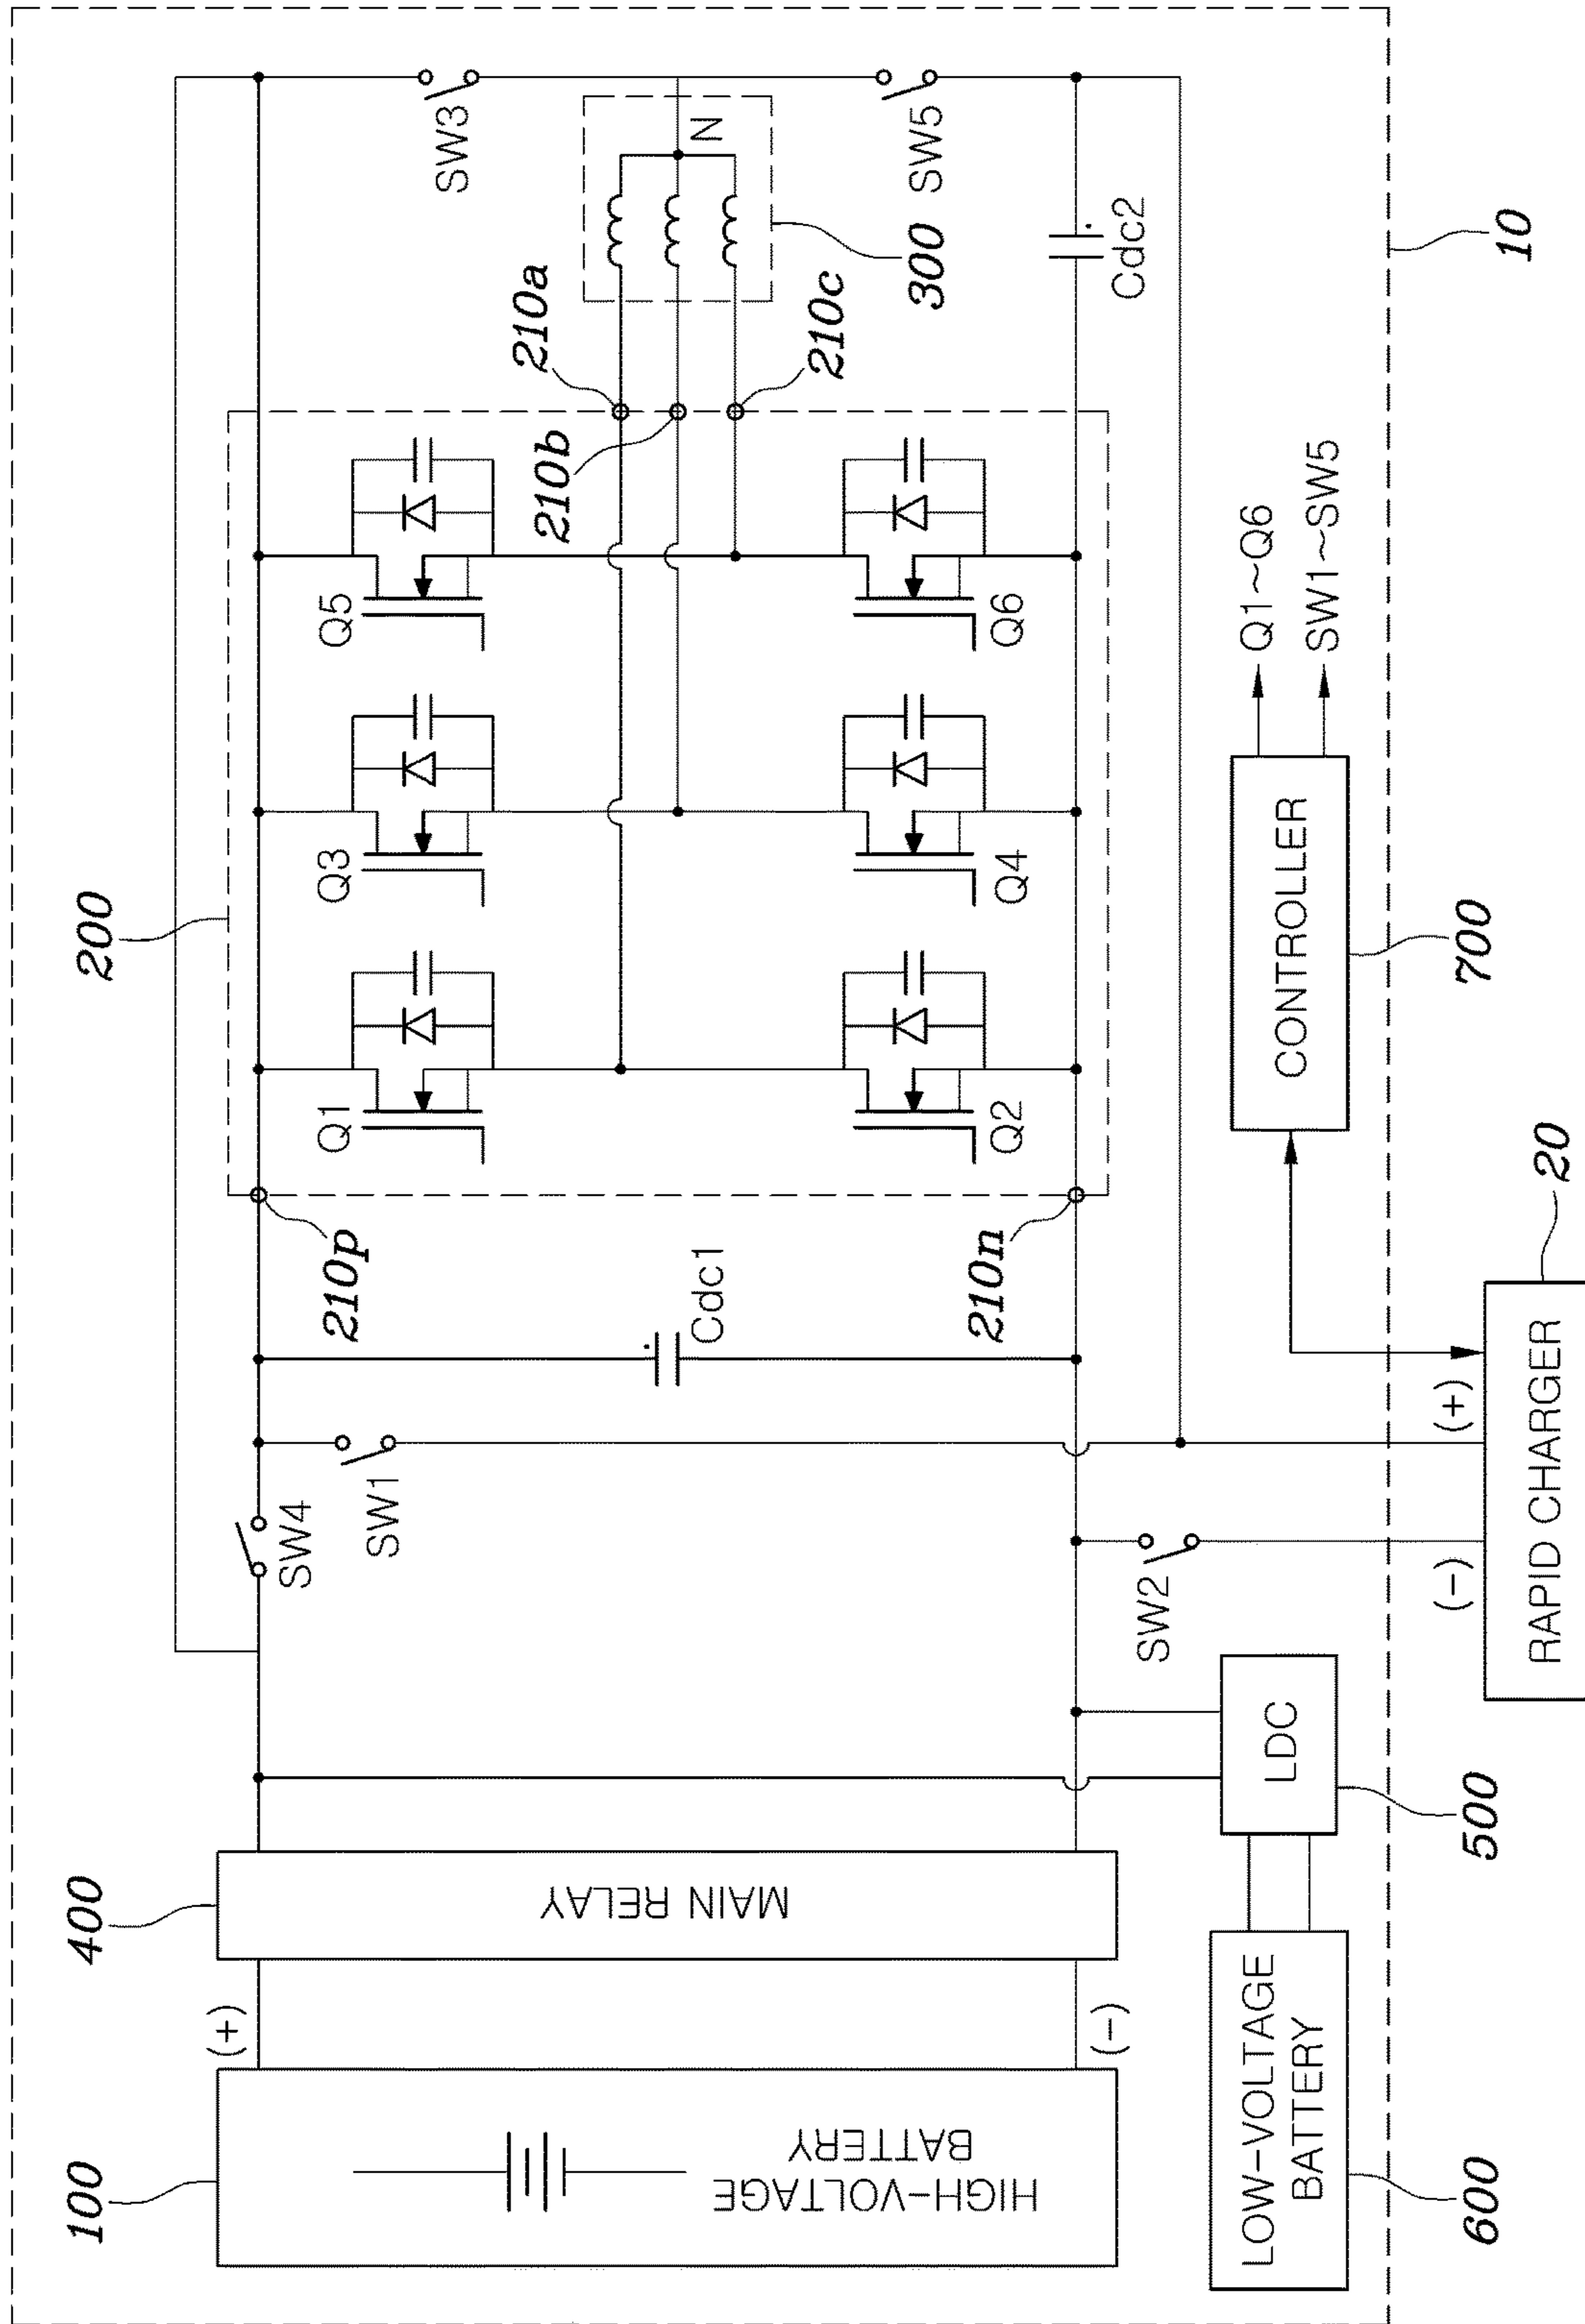 100
HIGH-VOLTAGE
BATTERY
(+)
(-)
400
MAIN RELAY
600
LOW-VOLTAGE
BATTERY
500
LDC
SW4
SW1
SW2
(-)
(+)
RAPID CHARGER
20
Cdc1
210p
210n
200
Q1
Q2
Q3
Q4
Q5
Q6
210a
210b
210c
300
N
SW3
SW5
Cdc2
CONTROLLER
700
Q1~Q6
SW1~SW5
10